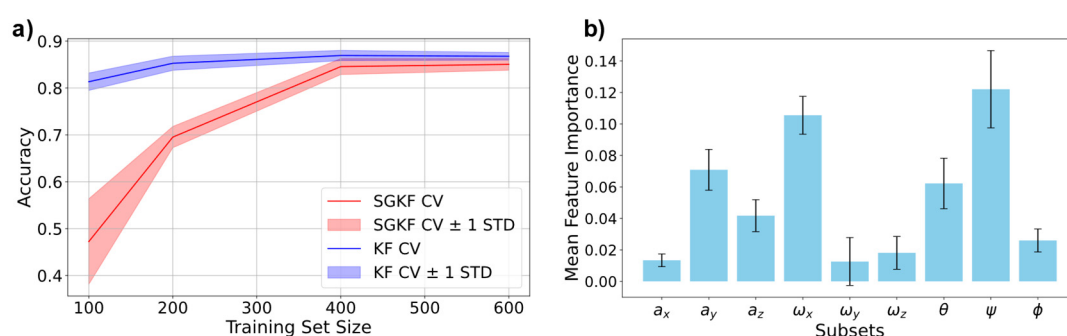 a)
Accuracy
0.9
0.8
0.7
0.6
0.5
0.4
SGKF CV
SGKF CV ± 1 STD
KF CV
KF CV ± 1 STD
100 200 300 400 500 600
Training Set Size
b)
Mean Feature Importance
0.14
0.12
0.10
0.08
0.06
0.04
0.02
0.00
aₓ a_y a_z ωₓ ω_y ω_z θ ψ ϕ
Subsets